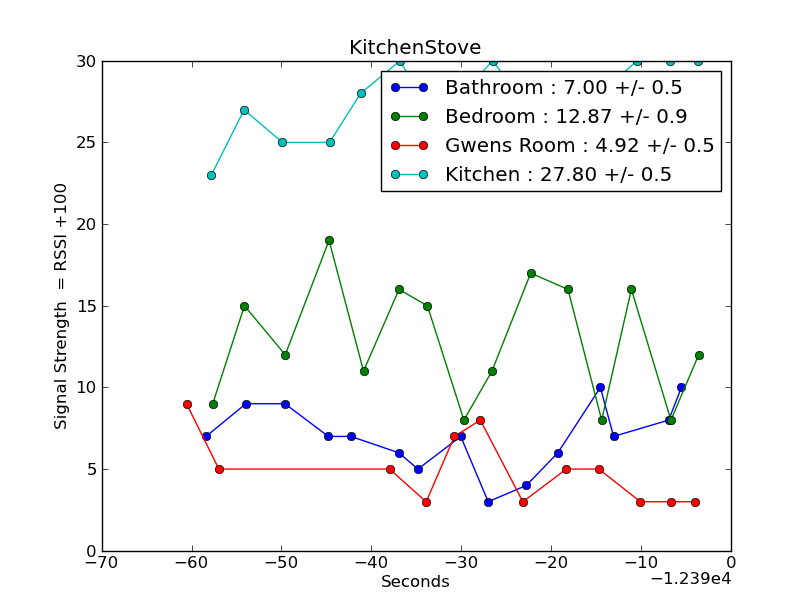 KitchenStove
30
25
20
15
10
5
0
Signal Strength  = RSSI +100
Bathroom : 7.00 +/- 0.5
Bedroom : 12.87 +/- 0.9
Gwens Room : 4.92 +/- 0.5
Kitchen : 27.80 +/- 0.5
−70 −60 −50 −40 −30 −20 −10 0
Seconds
−1.239e4